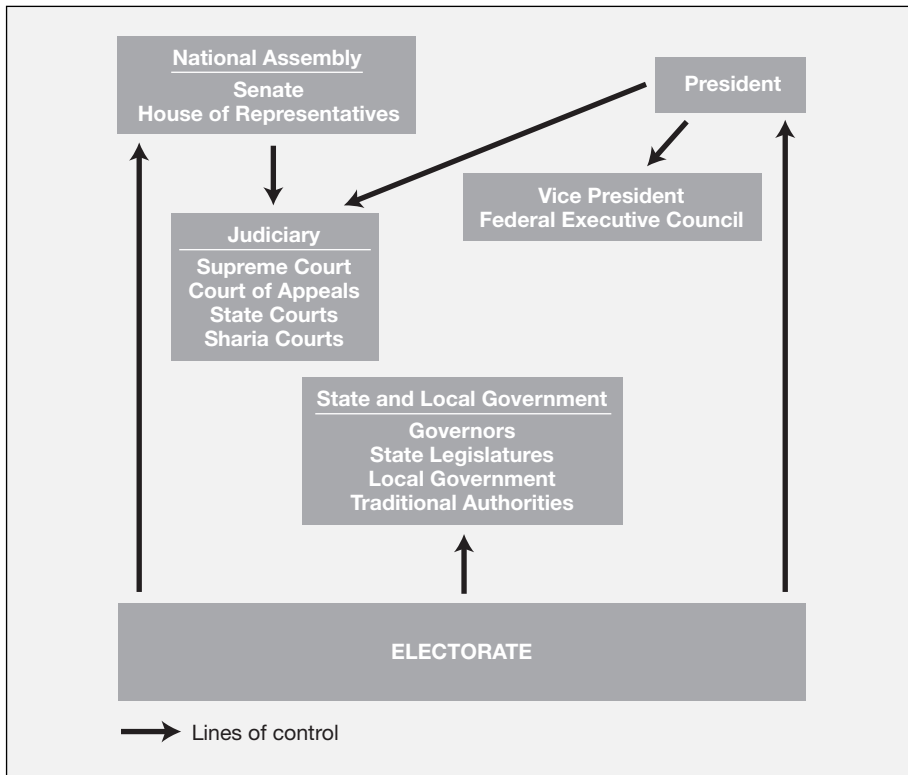 National Assembly
Senate
House of Representatives
President
Vice President
Federal Executive Council
Judiciary
Supreme Court
Court of Appeals
State Courts
Sharia Courts
State and Local Government
Governors
State Legislatures
Local Government
Traditional Authorities
ELECTORATE
Lines of control